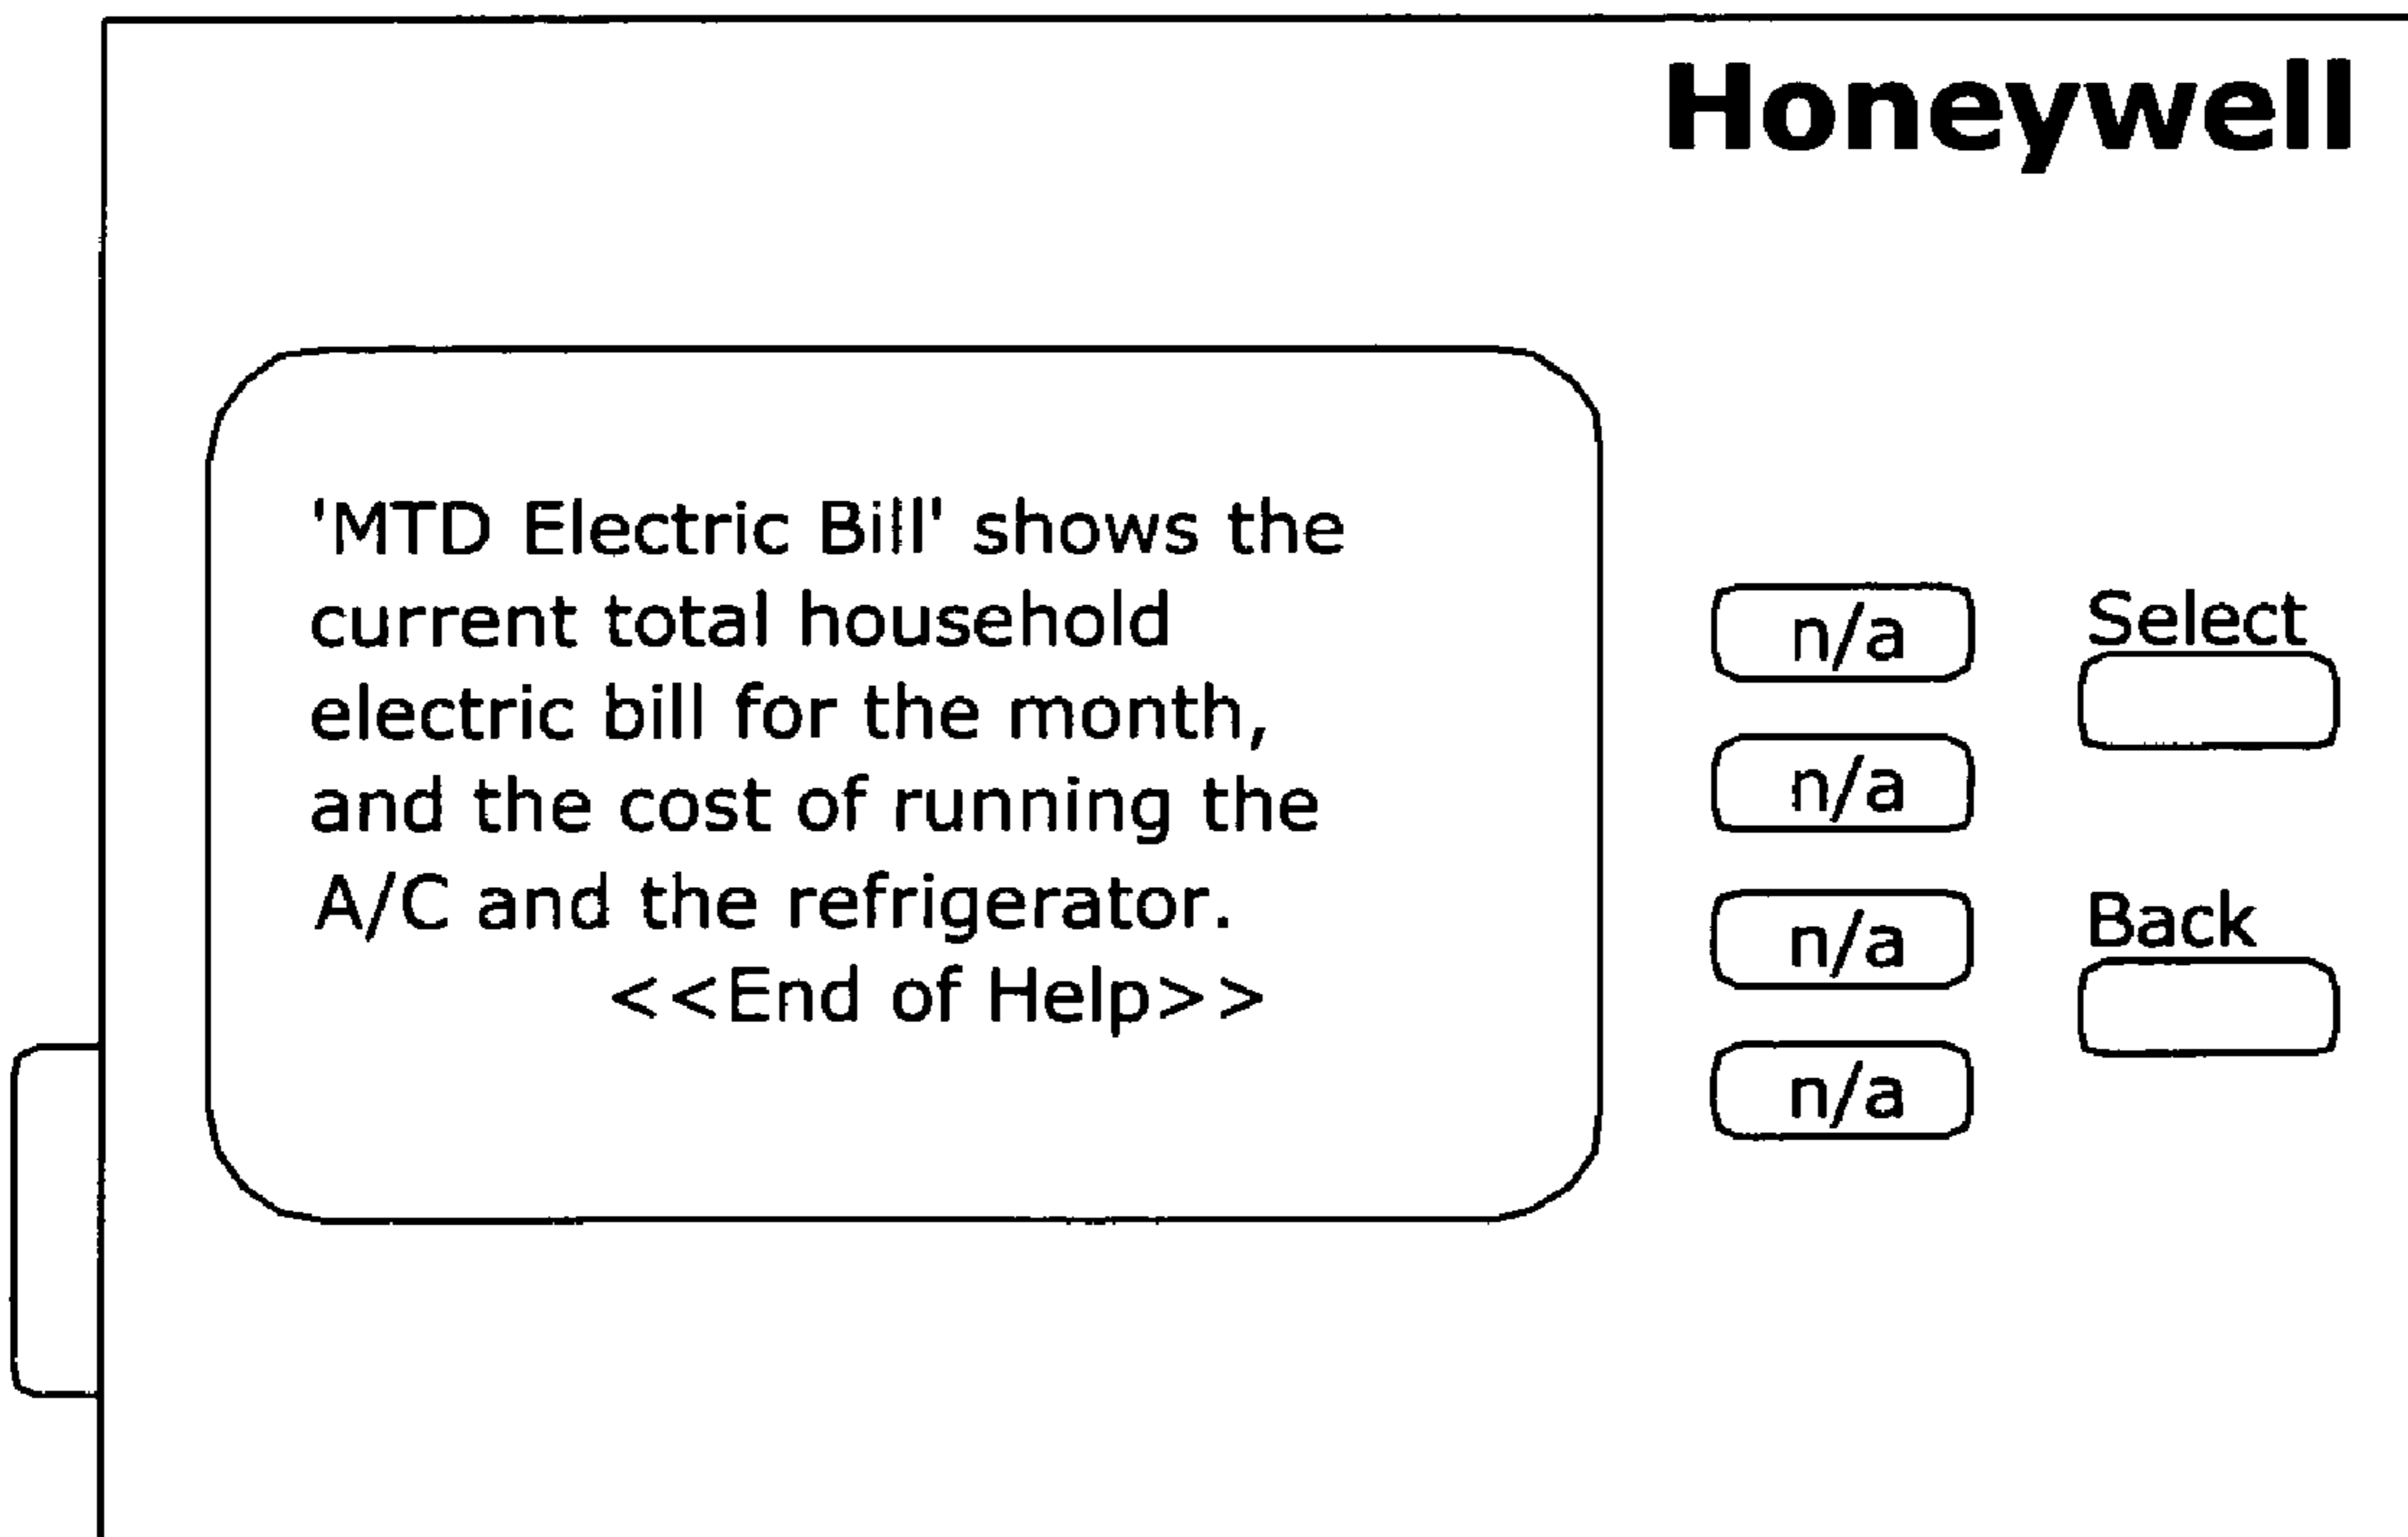 Honeywell
'MTD Electric Bill' shows the
current total household
electric bill for the month,
and the cost of running the
A/C and the refrigerator.
<<End of Help>>
n/a
n/a
n/a
n/a
Select
Back